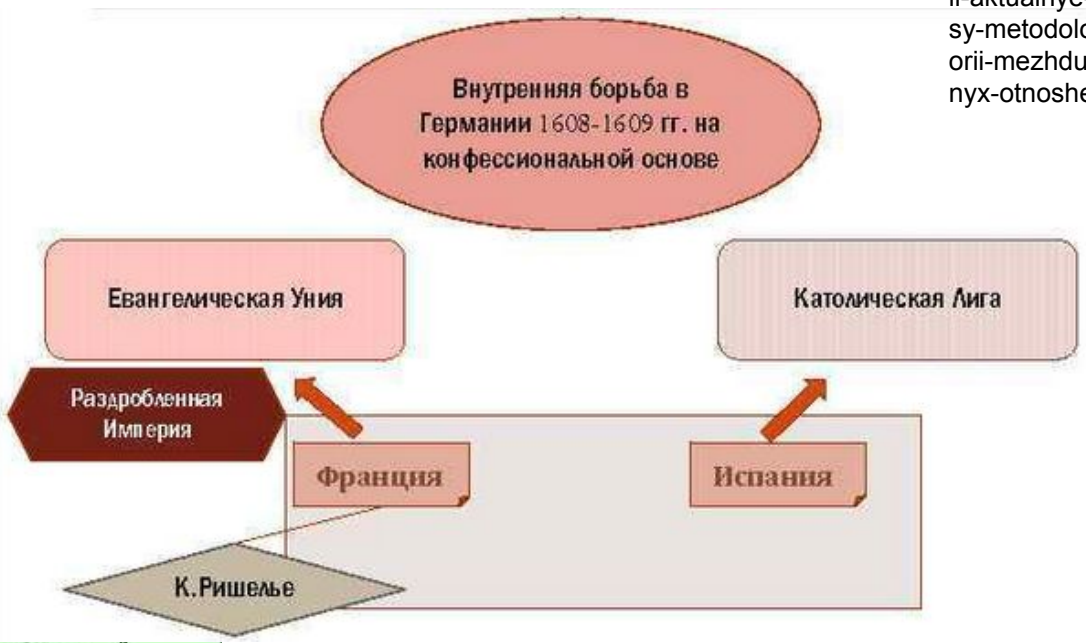 sy-metodolo
orii-mezhdu
nyx-otnoshe
Внутренняя борьба в
Германии 1608-1609 гг. на
конфессиональной основе
Евангелическая Уния
Католическая Лига
Раздробленная
Империя
Франция
Испания
К.Ришелье